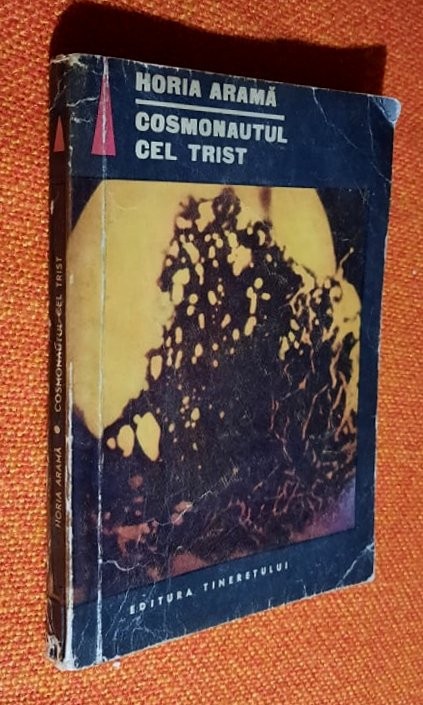 HORIA ARAMĂ
COSMONAUTUL
CEL TRIST
EDITURA TINERETULUI
HORIA ARAMĂ • COSMONAUTUL CEL TRIST